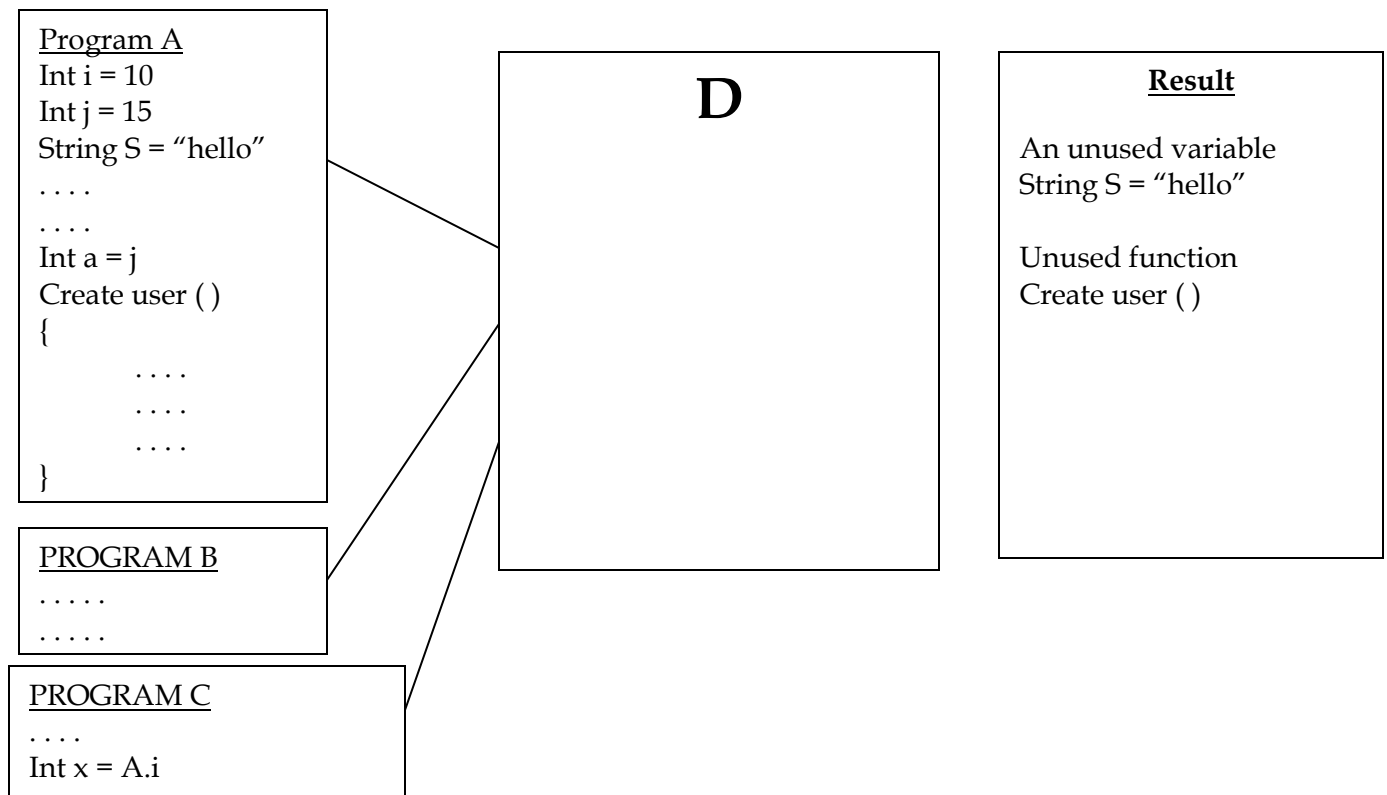 Program A
Int i = 10
Int j = 15
String S = “hello”
. . . .
. . . .
Int a = j
Create user ( )
{
. . . .
. . . .
. . . .
}
PROGRAM B
. . . . .
. . . . .
PROGRAM C
. . . .
Int x = A.i
D
Result
An unused variable
String S = “hello”
Unused function
Create user ( )